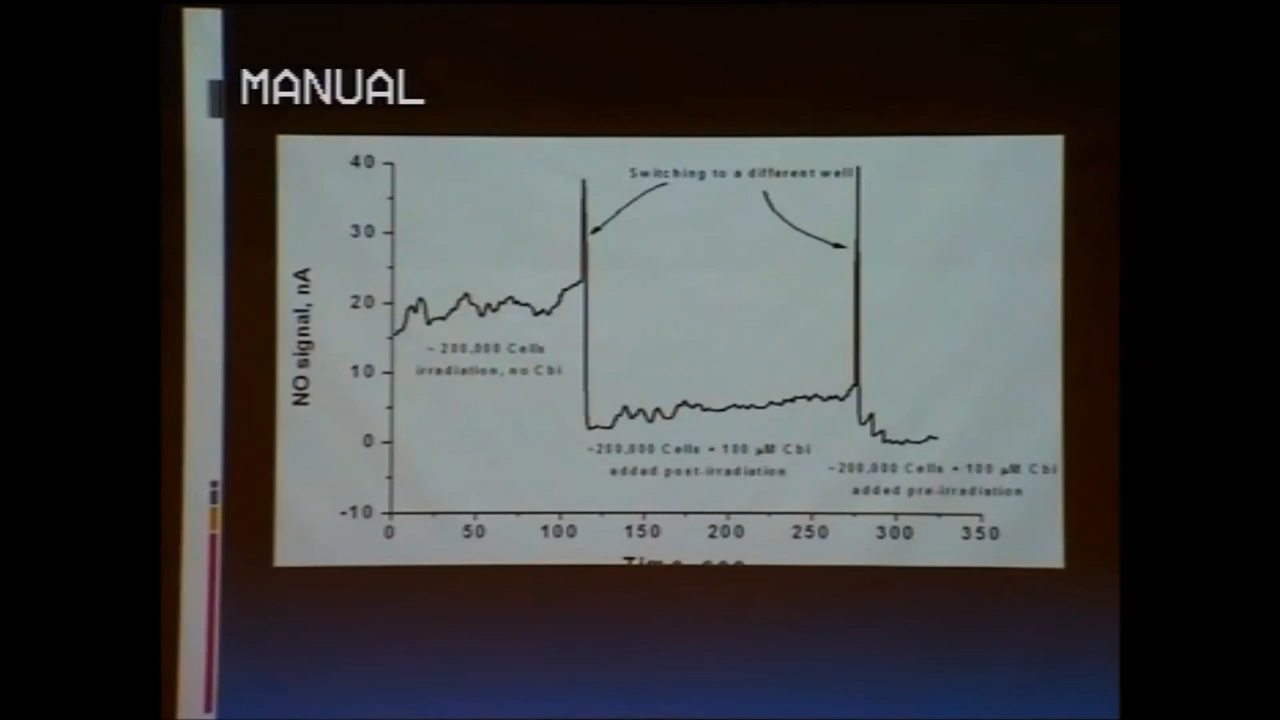 MANUAL
Switching to a different well
40
30
20
10
0
-10
NO signal, nA
~ 200,000 Cells
irradiation, no Cbi
~200,000 Cells + 100 µM Cbi
added post-irradiation
~200,000 Cells + 100 µM Cbi
added pre-irradiation
0 50 100 150 200 250 300 350